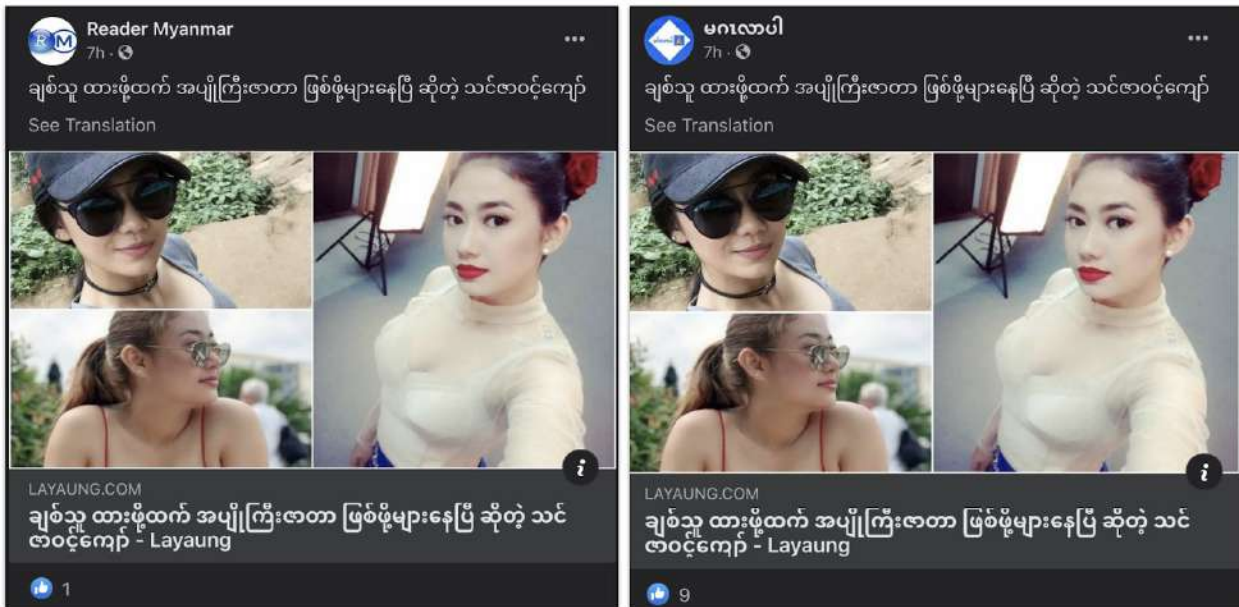 Reader Myanmar
7h
ချစ်သူ ထားဖို့ထက် အပျိုကြီးဇာတာ ဖြစ်ဖို့များနေပြီ ဆိုတဲ့ သင်ဇာဝင့်ကျော်
See Translation
LAYAUNG.COM
ချစ်သူ ထားဖို့ထက် အပျိုကြီးဇာတာ ဖြစ်ဖို့များနေပြီ ဆိုတဲ့ သင်
ဇာဝင့်ကျော် - Layaung
1
မဂၤလာပါ
7h
ချစ်သူ ထားဖို့ထက် အပျိုကြီးဇာတာ ဖြစ်ဖို့များနေပြီ ဆိုတဲ့ သင်ဇာဝင့်ကျော်
See Translation
LAYAUNG.COM
ချစ်သူ ထားဖို့ထက် အပျိုကြီးဇာတာ ဖြစ်ဖို့များနေပြီ ဆိုတဲ့ သင်
ဇာဝင့်ကျော် - Layaung
9